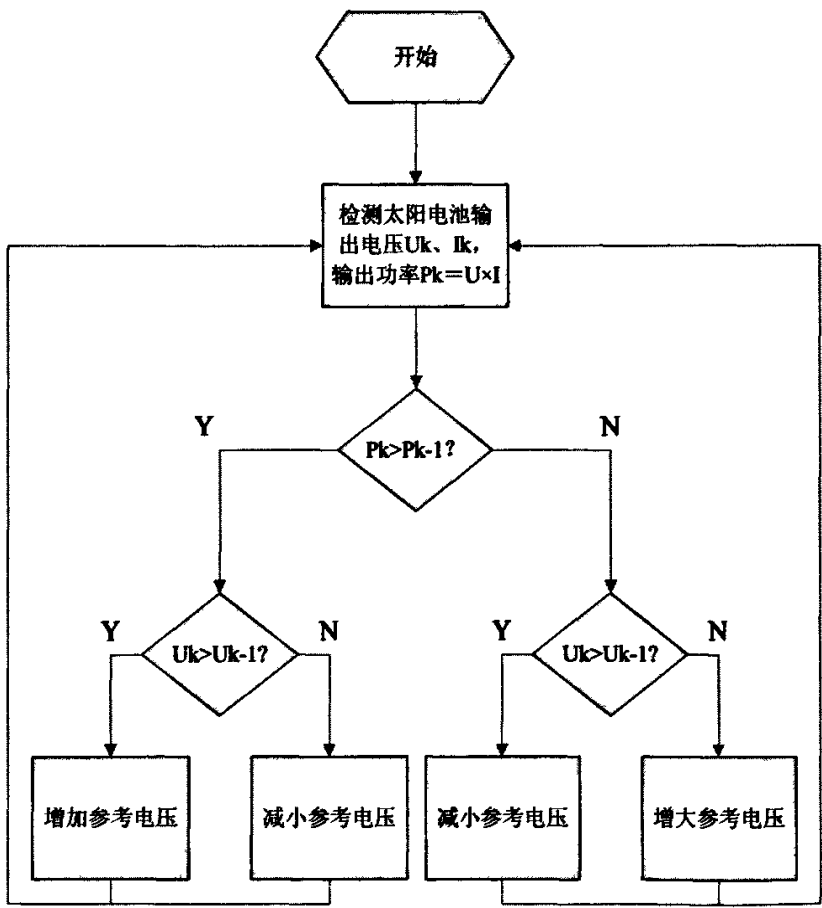 开始
检测太阳电池输
出电压Uk、Ik，
输出功率Pk＝U×I
Y
N
Pk>Pk-1？
Y
N
Y
N
Uk>Uk-1？
Uk>Uk-1？
增加参考电压
减小参考电压
减小参考电压
增大参考电压